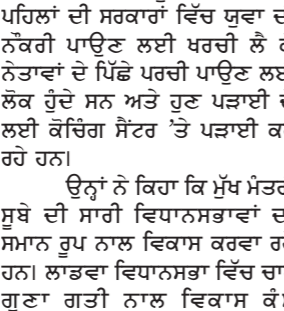 ਪਹਿਲਾਂ ਦੀ ਸਰਕਾਰਾਂ ਵਿੱਚ ਯੁਵਾ
ਨੌਕਰੀ ਪਾਉਣ ਲਈ ਖਰਚੀ ਲੈ
ਨੇਤਾਵਾਂ ਦੇ ਪਿੱਛੇ ਪਰਚੀ ਪਾਉਣ ਲਈ
ਲੋਕ ਹੁੰਦੇ ਸਨ ਅਤੇ ਹੁਣ ਪੜਾਈ
ਲਈ ਕੋਚਿੰਗ ਸੈਂਟਰ 'ਤੇ ਪੜਾਈ ਕਰ
ਰਹੇ ਹਨ।
ਉਨ੍ਹਾਂ ਨੇ ਕਿਹਾ ਕਿ ਮੁੱਖ ਮੰਤਰ
ਸੂਬੇ ਦੀ ਸਾਰੀ ਵਿਧਾਨਸਭਾਵਾਂ ਦ
ਸਮਾਨ ਰੂਪ ਨਾਲ ਵਿਕਾਸ ਕਰਵਾ ਰ
ਹਨ। ਲਾਡਵਾ ਵਿਧਾਨਸਭਾ ਵਿੱਚ ਚਾ
ਗੁਣਾ ਗਤੀ ਨਾਲ ਵਿਕਾਸ